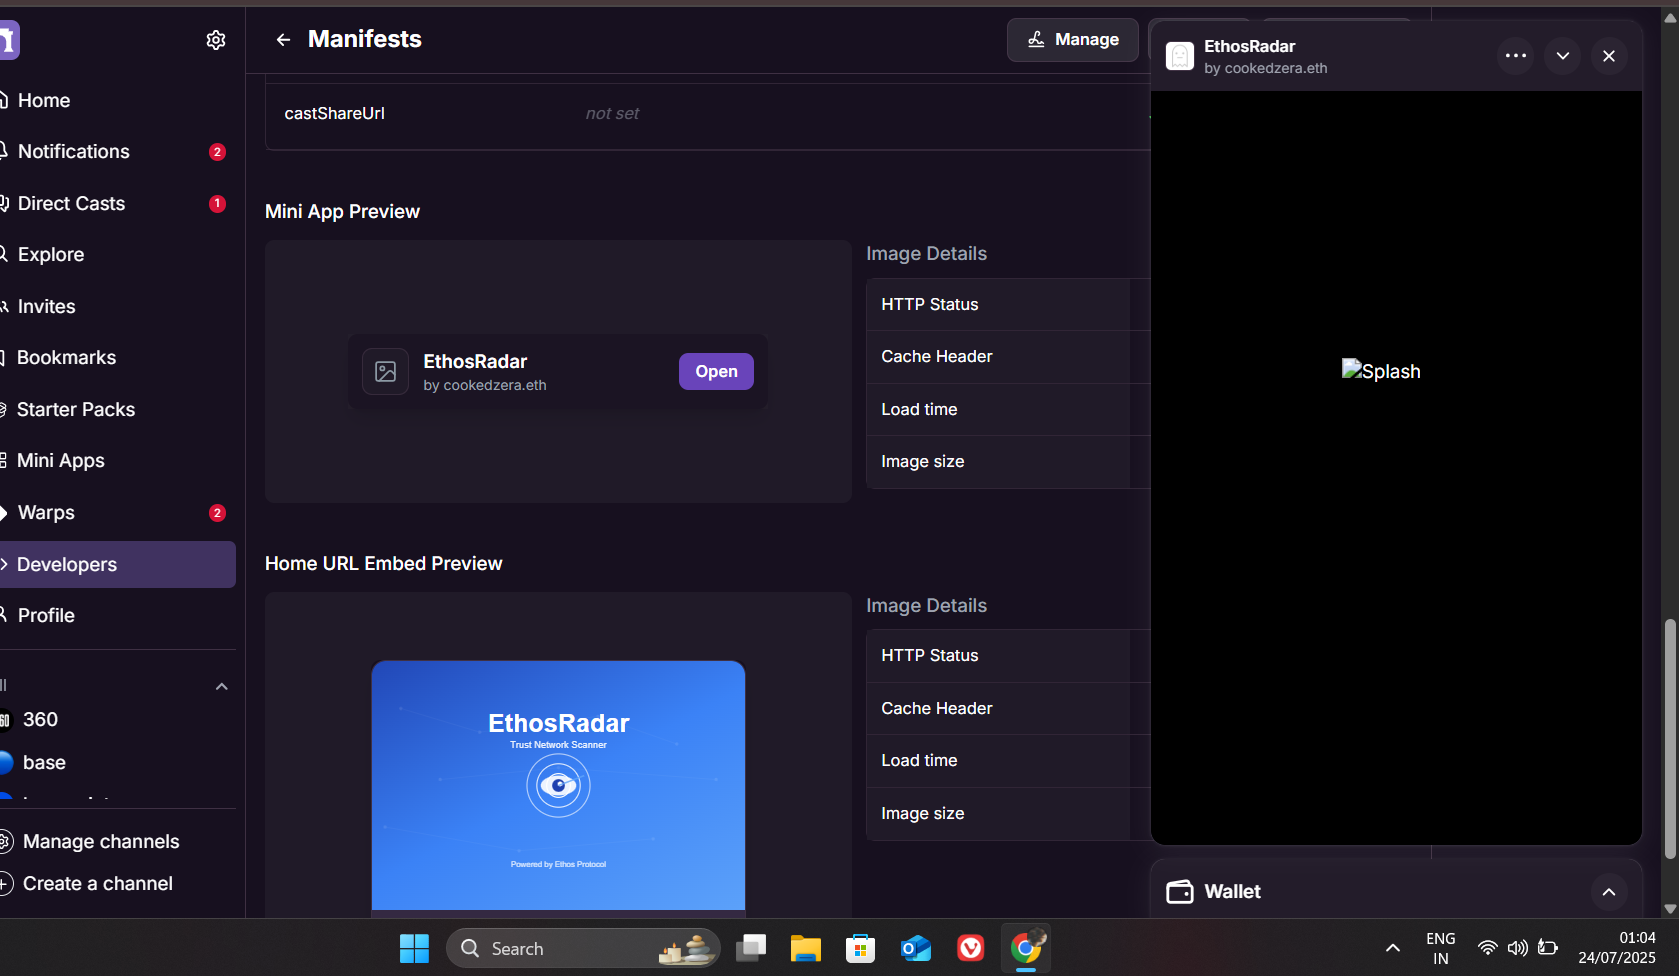 Manifests
Manage
EthosRadar
by cookedzera.eth
Home
Notifications
2
Direct Casts
1
Explore
Invites
Bookmarks
Starter Packs
Mini Apps
Warps
2
Developers
Profile
360
base
Manage channels
Create a channel
castShareUrl
not set
Mini App Preview
EthosRadar
by cookedzera.eth
Open
Image Details
HTTP Status
Cache Header
Load time
Image size
Home URL Embed Preview
EthosRadar
Trust Network Scanner
Powered by Ethos Protocol
Image Details
HTTP Status
Cache Header
Load time
Image size
Splash
Wallet
Search
ENG
IN
01:04
24/07/2025